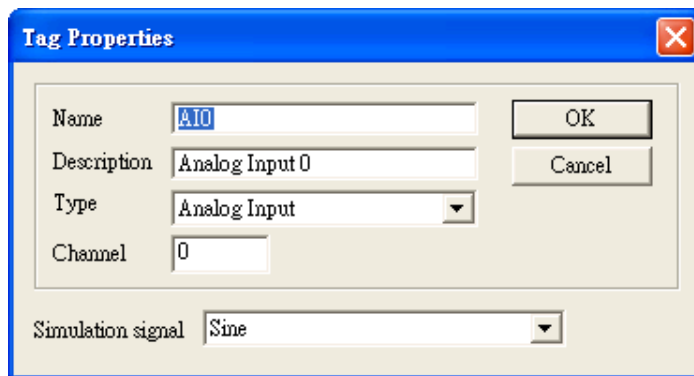 Tag Properties
Name AI0 OK
Description Analog Input 0 Cancel
Type Analog Input
Channel 0
Simulation signal Sine